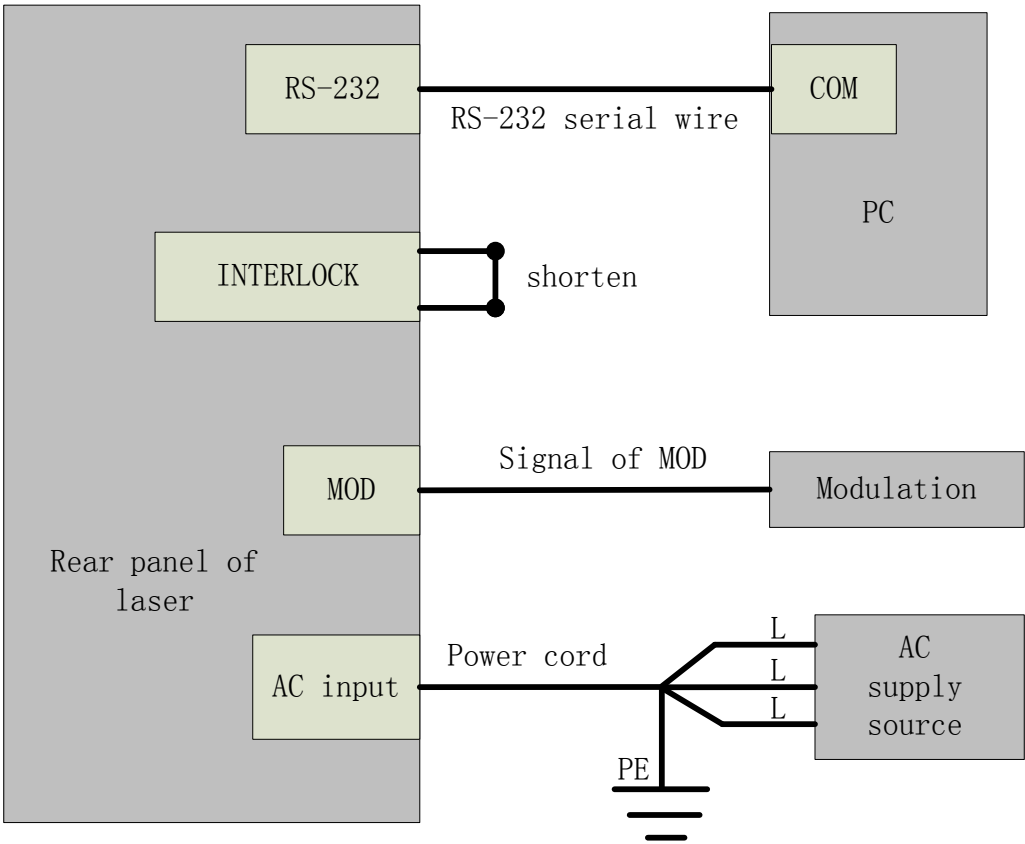 RS-232
COM
RS-232 serial wire
PC
INTERLOCK
shorten
Signal of MOD
MOD
Modulation
Rear panel of
laser
Power cord
AC input
L
L
L
AC
supply
source
PE